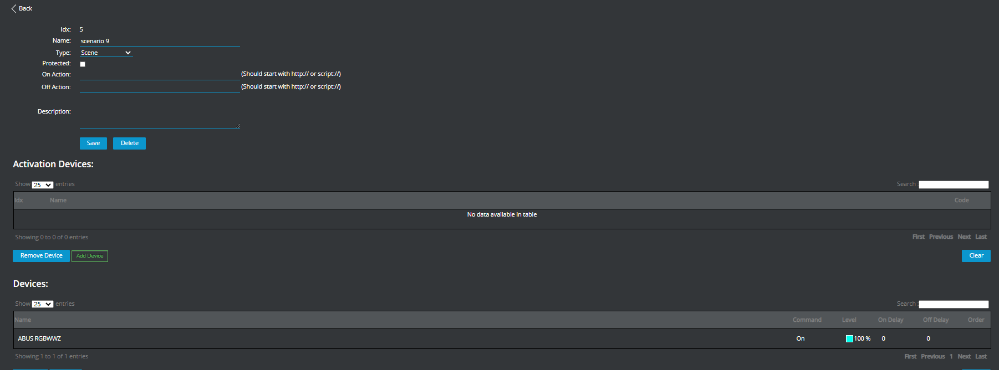 Back
Idx: 5
Name: scenario 9
Type: Scene
Protected:
On Action: (Should start with http:// or script://)
Off Action: (Should start with http:// or script://)
Description:
Save Delete
Activation Devices:
Show 25 entries Search :
Idx Name Code
No data available in table
Showing 0 to 0 of 0 entries First Previous Next Last
Remove Device Add Device Clear
Devices:
Show 25 entries Search :
Name Command Level On Delay Off Delay Order
ABUS RGBWWZ On 100 % 0 0
Showing 1 to 1 of 1 entries First Previous 1 Next Last